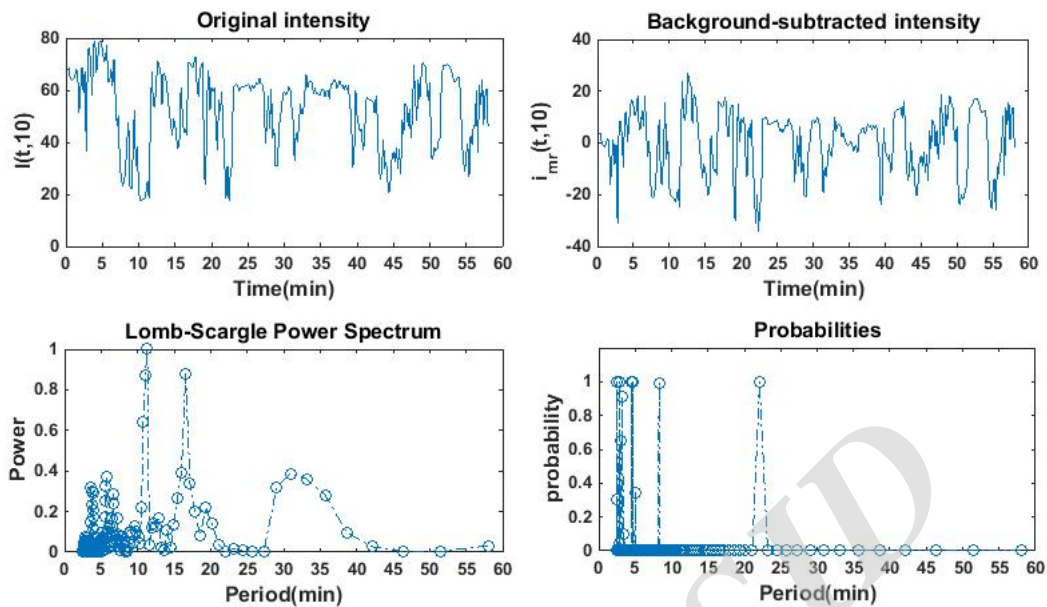 Original intensity
I(t,10)
80
60
40
20
0
0 5 10 15 20 25 30 35 40 45 50 55 60
Time(min)
Background-subtracted intensity
i_mr(t,10)
40
20
0
-20
-40
0 5 10 15 20 25 30 35 40 45 50 55 60
Time(min)
Lomb-Scargle Power Spectrum
Power
1
0.8
0.6
0.4
0.2
0
0 5 10 15 20 25 30 35 40 45 50 55 60
Period(min)
Probabilities
probability
1
0.8
0.6
0.4
0.2
0
0 5 10 15 20 25 30 35 40 45 50 55 60
Period(min)
SID